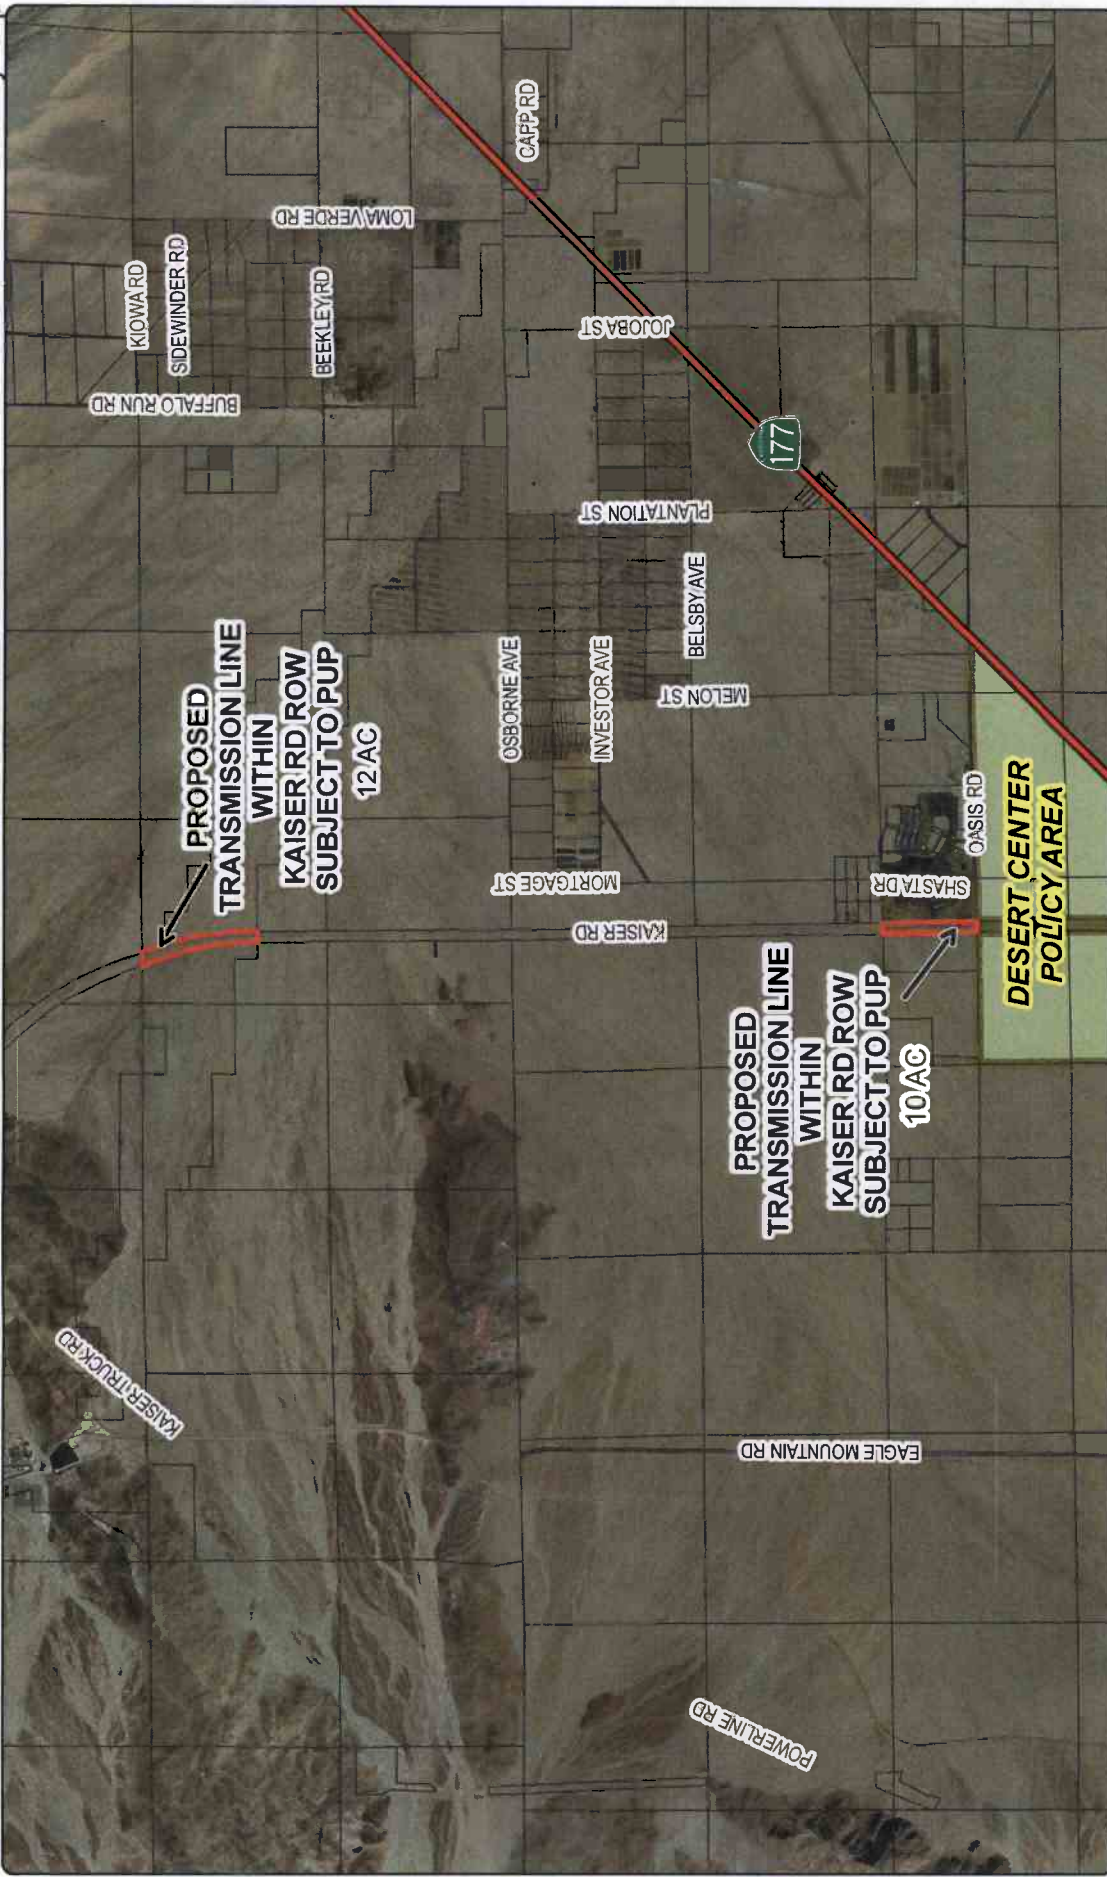 KAISER TRUCK RD
PROPOSED
TRANSMISSION LINE
WITHIN
KAISER RD ROW
SUBJECT TO PUP
12 AC
BUFFALO RUN RD
KIOWA RD
SIDEWINDER RD
BEEKLEY RD
LOMA VERDE RD
CAPP RD
OSBORNE AVE
INVESTOR AVE
BELSBY AVE
MELON ST
PLANTATION ST
JOJOBA ST
177
MORTGAGE ST
KAISER RD
EAGLE MOUNTAIN RD
POWERLINE RD
PROPOSED
TRANSMISSION LINE
WITHIN
KAISER RD ROW
SUBJECT TO PUP
10 AC
SHASTA DR
OASIS RD
DESERT CENTER
POLICY AREA